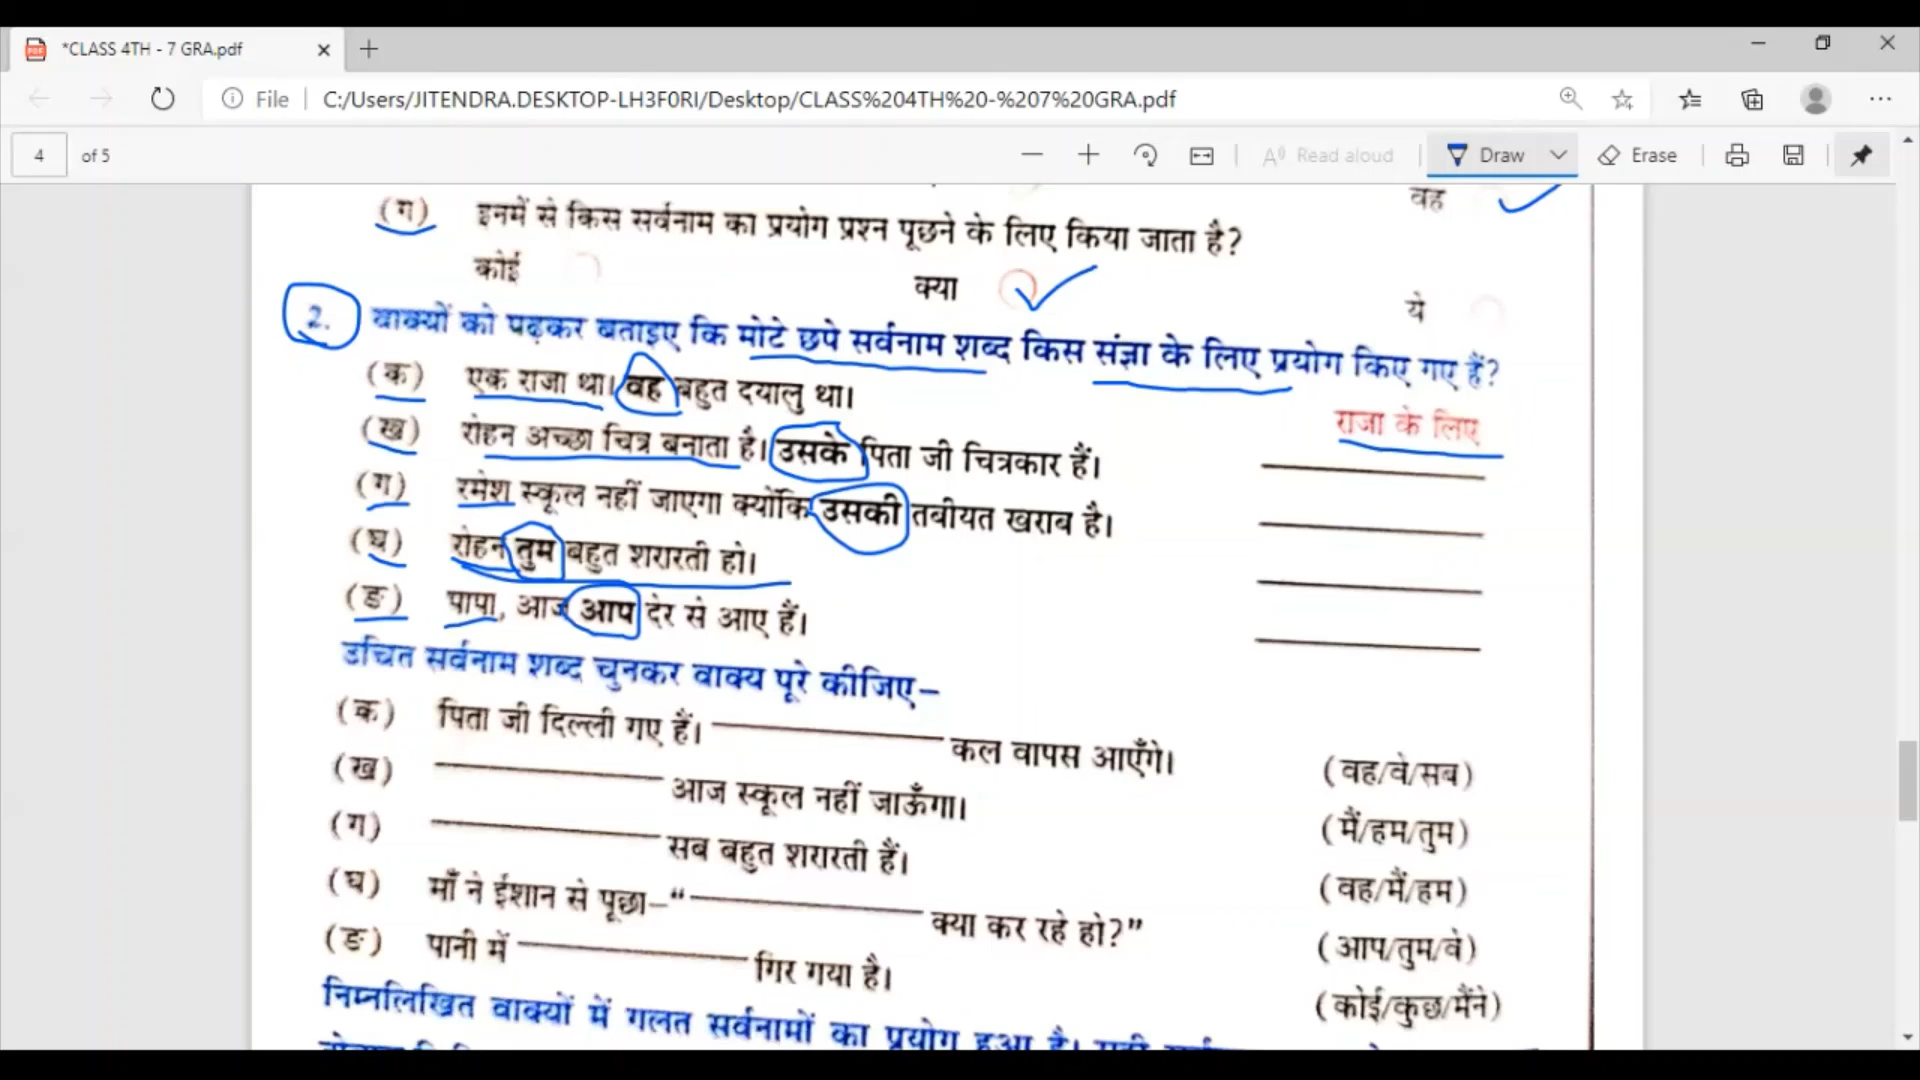 *CLASS 4TH - 7 GRA.pdf
File C:/Users/JITENDRA.DESKTOP-LH3F0RI/Desktop/CLASS%204TH%20-%207%20GRA.pdf
4 of 5 Read aloud Draw Erase
वह
(ग) इनमें से किस सर्वनाम का प्रयोग प्रश्न पूछने के लिए किया जाता है?
कोई क्या ये
2. वाक्यों को पढ़कर बताइए कि मोटे छपे सर्वनाम शब्द किस संज्ञा के लिए प्रयोग किए गए हैं?
(क) एक राजा था। वह बहुत दयालु था। राजा के लिए
(ख) रोहन अच्छा चित्र बनाता है। उसके पिता जी चित्रकार हैं।
(ग) रमेश स्कूल नहीं जाएगा क्योंकि उसकी तबीयत खराब है।
(घ) रोहन तुम बहुत शरारती हो।
(ङ) पापा, आज आप देर से आए हैं।
उचित सर्वनाम शब्द चुनकर वाक्य पूरे कीजिए–
(क) पिता जी दिल्ली गए हैं। ____ कल वापस आएँगे। (वह/वे/सब)
(ख) ____ आज स्कूल नहीं जाऊँगा। (मैं/हम/तुम)
(ग) ____ सब बहुत शरारती हैं। (वह/मैं/हम)
(घ) माँ ने ईशान से पूछा–“____ क्या कर रहे हो?” (आप/तुम/वे)
(ङ) पानी में ____ गिर गया है। (कोई/कुछ/मैंने)
निम्नलिखित वाक्यों में गलत सर्वनामों का प्रयोग हुआ है।